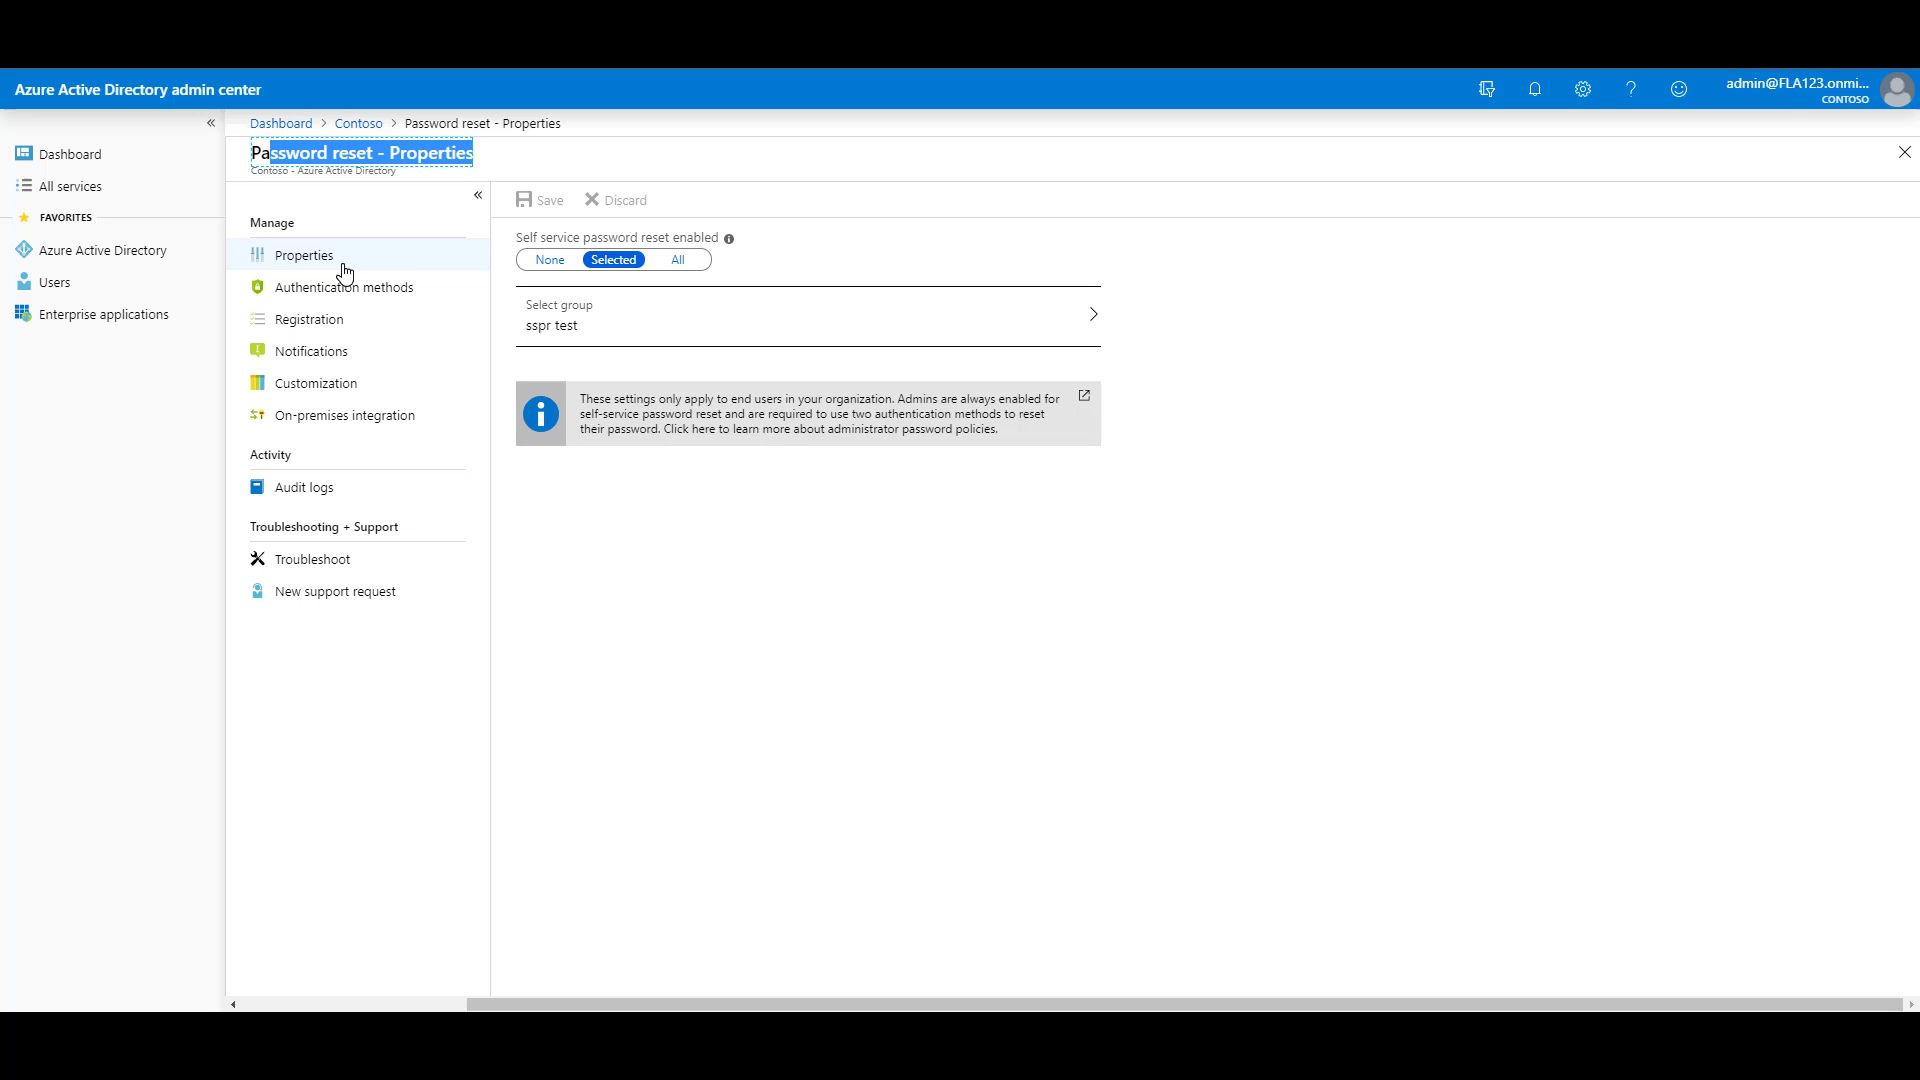 Azure Active Directory admin center
admin@FLA123.onmi...
CONTOSO
Dashboard > Contoso > Password reset - Properties
Password reset - Properties
Contoso - Azure Active Directory
Dashboard
All services
FAVORITES
Azure Active Directory
Users
Enterprise applications
Manage
Properties
Authentication methods
Registration
Notifications
Customization
On-premises integration
Activity
Audit logs
Troubleshooting + Support
Troubleshoot
New support request
Save Discard
Self service password reset enabled
None Selected All
Select group
sspr test
These settings only apply to end users in your organization. Admins are always enabled for
self-service password reset and are required to use two authentication methods to reset
their password. Click here to learn more about administrator password policies.